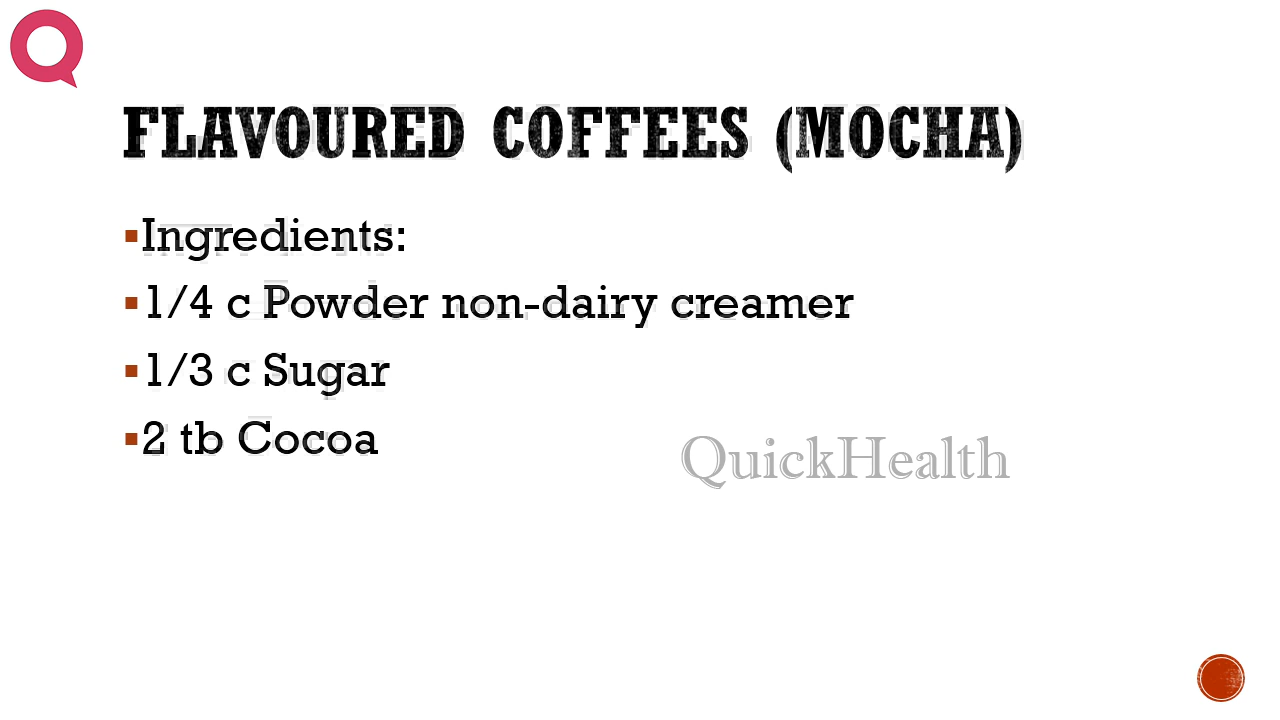 FLAVOURED COFFEES (MOCHA)
Ingredients:
1/4 c Powder non-dairy creamer
1/3 c Sugar
2 tb Cocoa
QuickHealth